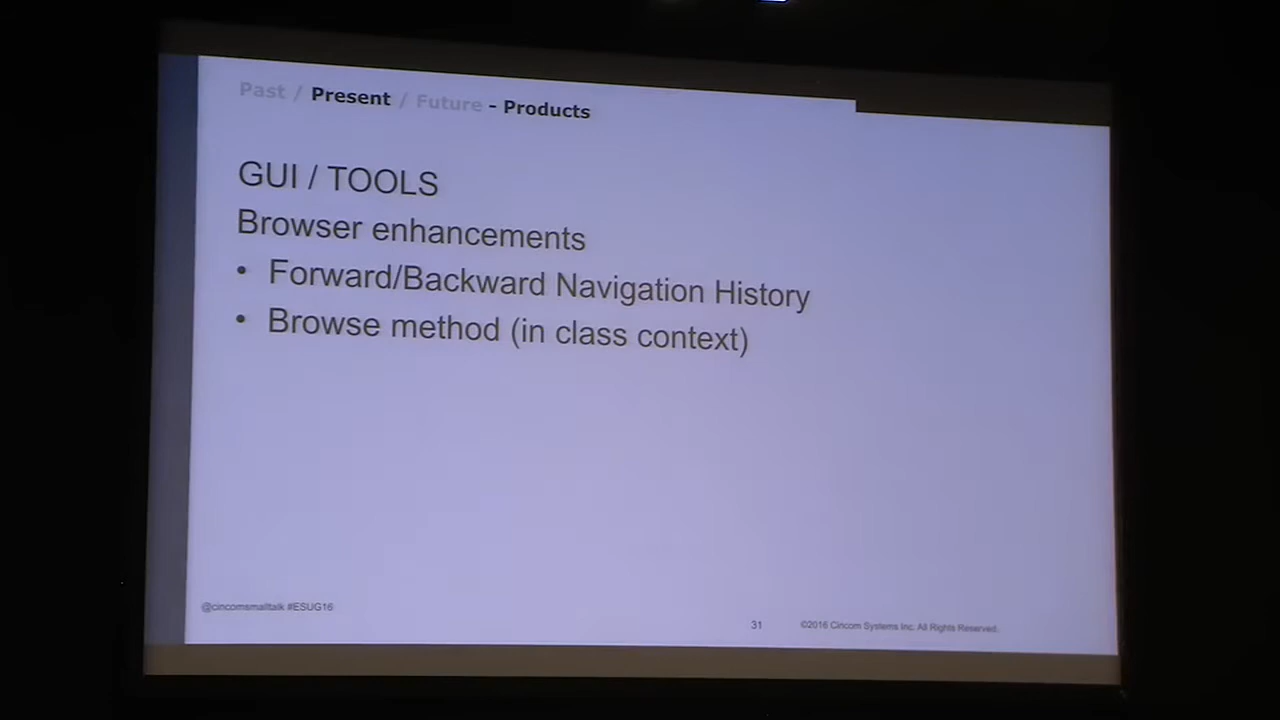 Past / Present / Future - Products
GUI / TOOLS
Browser enhancements
• Forward/Backward Navigation History
• Browse method (in class context)
@cincomsmalltalk #ESUG16
31
©2016 Cincom Systems Inc. All Rights Reserved.